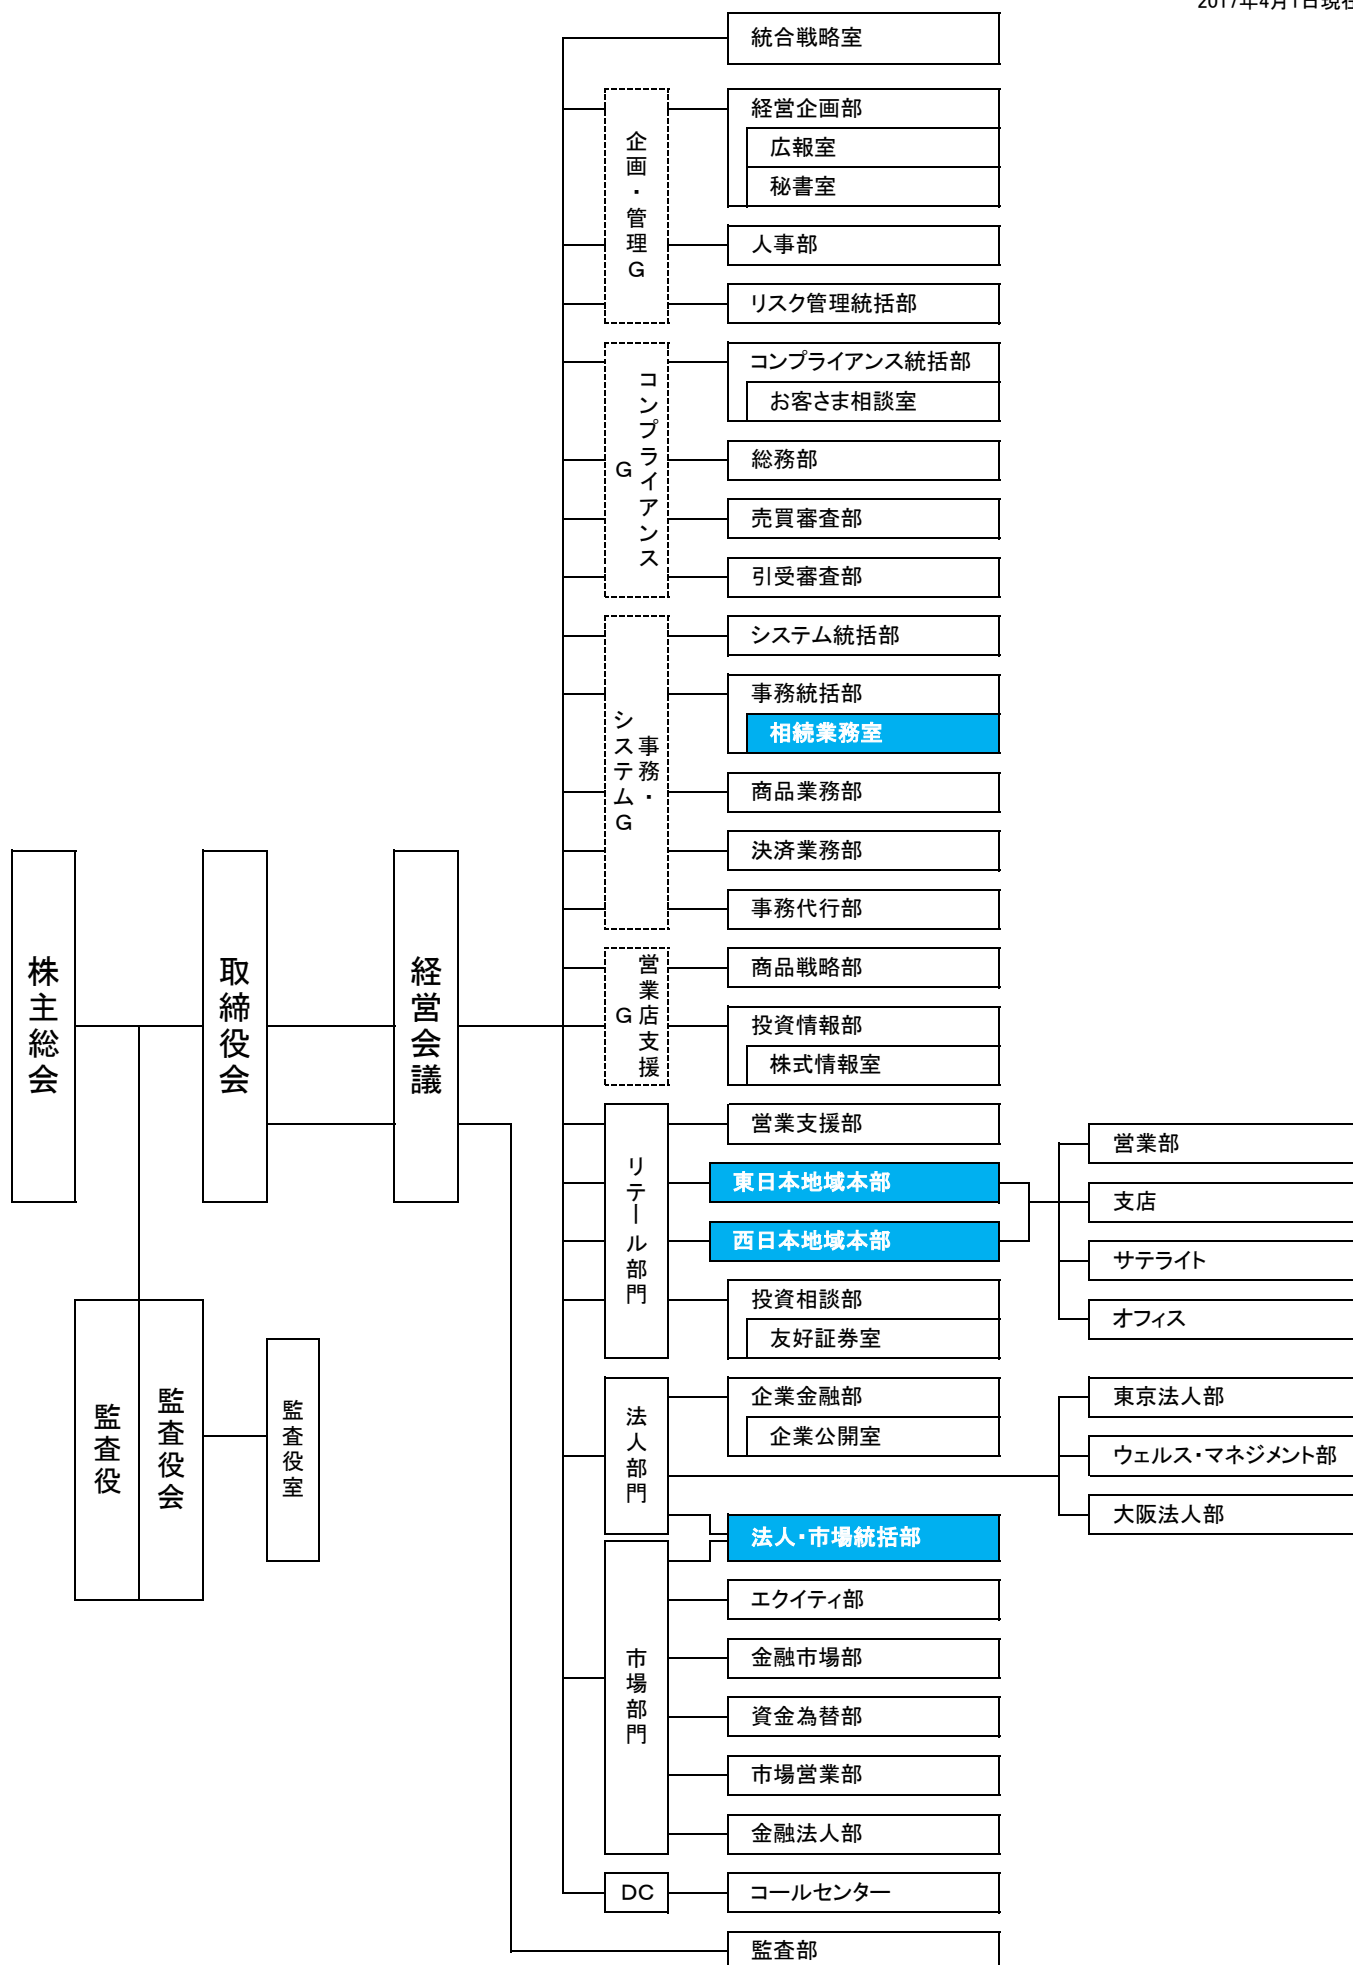 2017年4月1日現在
統合戦略室
企画・管理G
経営企画部
広報室
秘書室
人事部
リスク管理統括部
コンプライアンス
G
コンプライアンス統括部
お客さま相談室
総務部
売買審査部
引受審査部
事務・
システムG
システム統括部
事務統括部
相続業務室
商品業務部
決済業務部
事務代行部
株主総会
取締役会
経営会議
営業店支援
G
商品戦略部
投資情報部
株式情報室
リテール部門
営業支援部
東日本地域本部
西日本地域本部
投資相談部
友好証券室
営業部
支店
サテライト
オフィス
監査役
監査役会
監査役室
法人部門
企業金融部
企業公開室
東京法人部
ウェルス・マネジメント部
大阪法人部
法人・市場統括部
市場部門
エクイティ部
金融市場部
資金為替部
市場営業部
金融法人部
DC
コールセンター
監査部